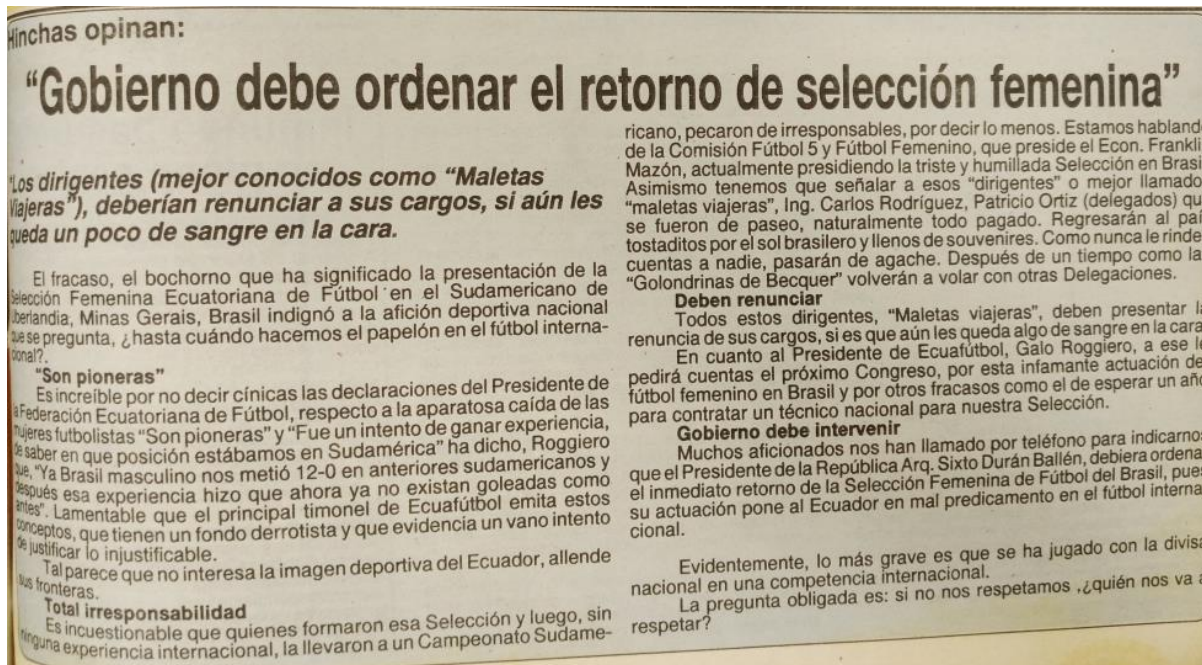 Hinchas opinan:
“Gobierno debe ordenar el retorno de selección femenina”
"Los dirigentes (mejor conocidos como “Maletas
Viajeras”), deberían renunciar a sus cargos, si aún les
queda un poco de sangre en la cara.
El fracaso, el bochorno que ha significado la presentación de la
Selección Femenina Ecuatoriana de Fútbol en el Sudamericano de
Uberlandia, Minas Gerais, Brasil indignó a la afición deportiva nacional
que se pregunta, ¿hasta cuándo hacemos el papelón en el fútbol interna-
cional?.
“Son pioneras”
Es increíble por no decir cínicas las declaraciones del Presidente de
la Federación Ecuatoriana de Fútbol, respecto a la aparatosa caída de las
mujeres futbolistas “Son pioneras” y “Fue un intento de ganar experiencia,
de saber en que posición estábamos en Sudamérica” ha dicho, Roggiero
que, “Ya Brasil masculino nos metió 12-0 en anteriores sudamericanos y
después esa experiencia hizo que ahora ya no existan goleadas como
antes”. Lamentable que el principal timonel de Ecuafútbol emita estos
conceptos, que tienen un fondo derrotista y que evidencia un vano intento
de justificar lo injustificable.
Tal parece que no interesa la imagen deportiva del Ecuador, allende
sus fronteras.
Total irresponsabilidad
Es incuestionable que quienes formaron esa Selección y luego, sin
ninguna experiencia internacional, la llevaron a un Campeonato Sudame-
ricano, pecaron de irresponsables, por decir lo menos. Estamos hablando
de la Comisión Fútbol 5 y Fútbol Femenino, que preside el Econ. Frankli
Mazón, actualmente presidiendo la triste y humillada Selección en Brasi
Asimismo tenemos que señalar a esos “dirigentes” o mejor llamado
“maletas viajeras”, Ing. Carlos Rodríguez, Patricio Ortiz (delegados) qu
se fueron de paseo, naturalmente todo pagado. Regresarán al paí
tostaditos por el sol brasilero y llenos de souvenires. Como nunca le rinde
cuentas a nadie, pasarán de agache. Después de un tiempo como la
“Golondrinas de Becquer” volverán a volar con otras Delegaciones.
Deben renunciar
Todos estos dirigentes, “Maletas viajeras”, deben presentar l
renuncia de sus cargos, si es que aún les queda algo de sangre en la cara
En cuanto al Presidente de Ecuafútbol, Galo Roggiero, a ese l
pedirá cuentas el próximo Congreso, por esta infamante actuación de
fútbol femenino en Brasil y por otros fracasos como el de esperar un añ
para contratar un técnico nacional para nuestra Selección.
Gobierno debe intervenir
Muchos aficionados nos han llamado por teléfono para indicarno
que el Presidente de la República Arq. Sixto Durán Ballén, debiera ordena
el inmediato retorno de la Selección Femenina de Fútbol del Brasil, pue
su actuación pone al Ecuador en mal predicamento en el fútbol interna
cional.
Evidentemente, lo más grave es que se ha jugado con la divisa
nacional en una competencia internacional.
La pregunta obligada es: si no nos respetamos ,¿quién nos va a
respetar?